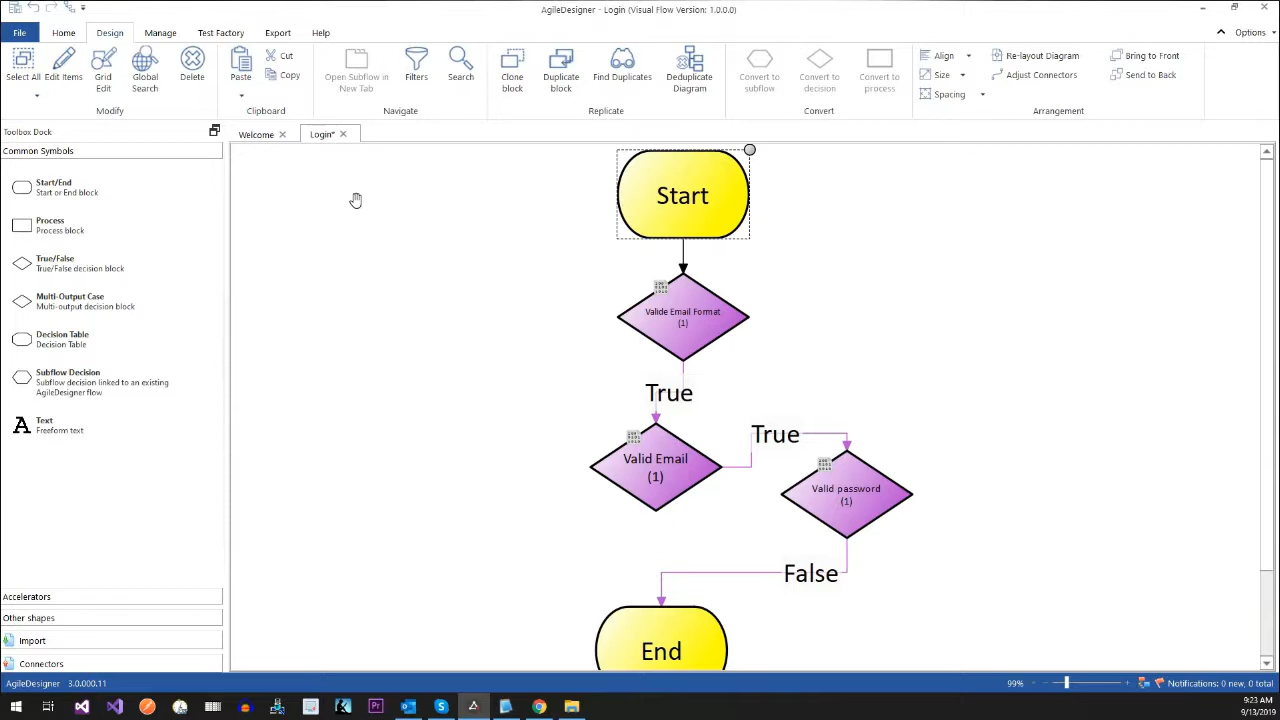 AgileDesigner - Login (Visual Flow Version: 1.0.0.0)
File
Home
Design
Manage
Test Factory
Export
Help
Options
Select All
Edit Items
Grid
Edit
Global
Search
Delete
Modify
Paste
Cut
Copy
Clipboard
Open Subflow in
New Tab
Filters
Search
Navigate
Clone
block
Duplicate
block
Find Duplicates
Deduplicate
Diagram
Replicate
Convert to
subflow
Convert to
decision
Convert to
process
Convert
Align
Size
Spacing
Re-layout Diagram
Adjust Connectors
Bring to Front
Send to Back
Arrangement
Toolbox Dock
Common Symbols
Welcome
Login*
Start/End
Start or End block
Process
Process block
True/False
True/False decision block
Multi-Output Case
Multi-output decision block
Decision Table
Decision Table
Subflow Decision
Subflow decision linked to an existing
AgileDesigner flow
A
Text
Freeform text
Accelerators
Other shapes
Import
Connectors
Start
Valide Email Format
(1)
True
Valid Email
(1)
True
Valid password
(1)
False
End
AgileDesigner 3.0.000.11
99%
Notifications: 0 new, 0 total
9:23 AM
9/13/2019